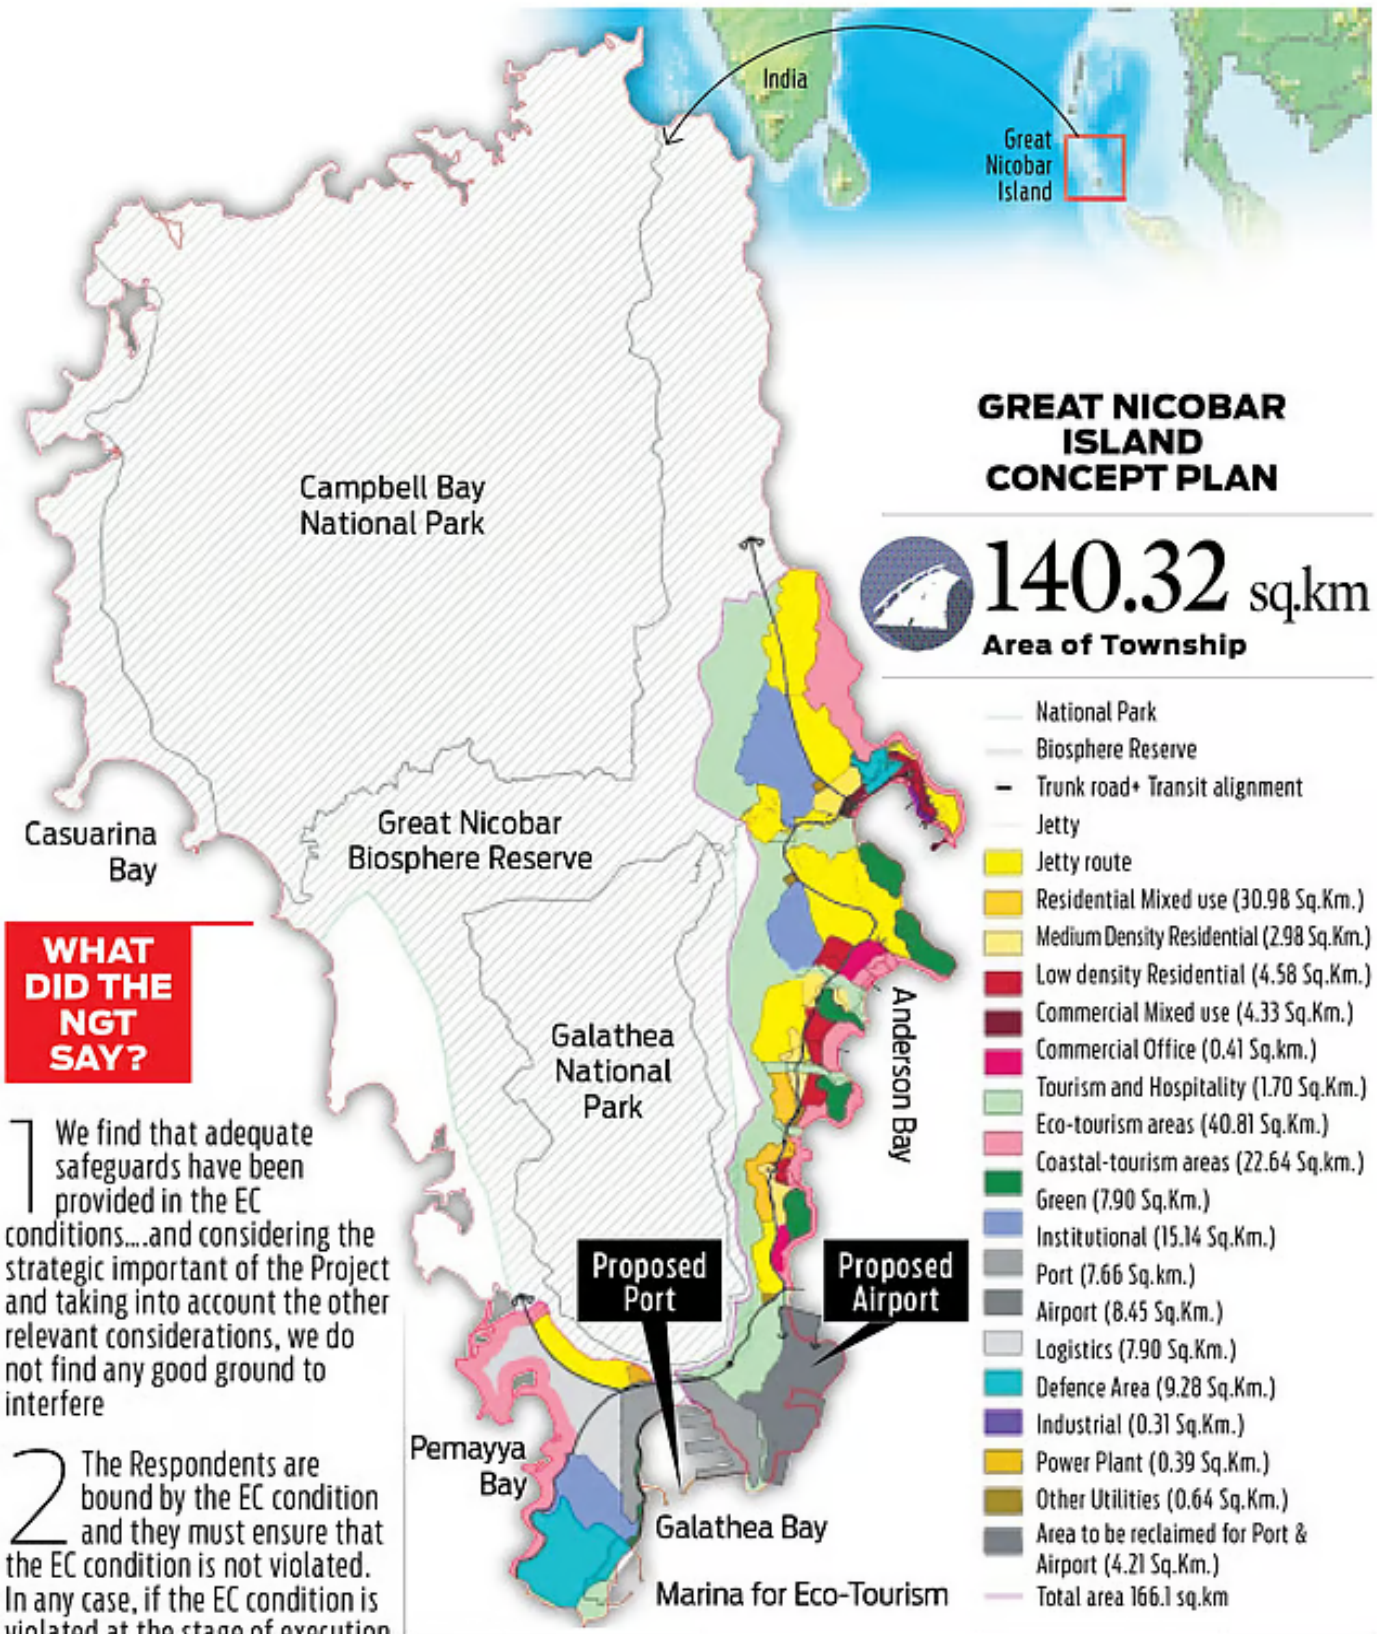 India
Great
Nicobar
Island
GREAT NICOBAR
ISLAND
CONCEPT PLAN
140.32 sq.km
Area of Township
Campbell Bay
National Park
Great Nicobar
Biosphere Reserve
Casuarina
Bay
Galathea
National
Park
Anderson Bay
Proposed
Port
Proposed
Airport
Pemayya
Bay
Galathea Bay
Marina for Eco-Tourism
National Park
Biosphere Reserve
Trunk road+ Transit alignment
Jetty
Jetty route
Residential Mixed use (30.98 Sq.Km.)
Medium Density Residential (2.98 Sq.Km.)
Low density Residential (4.58 Sq.Km.)
Commercial Mixed use (4.33 Sq.Km.)
Commercial Office (0.41 Sq.km.)
Tourism and Hospitality (1.70 Sq.Km.)
Eco-tourism areas (40.81 Sq.Km.)
Coastal-tourism areas (22.64 Sq.km.)
Green (7.90 Sq.Km.)
Institutional (15.14 Sq.Km.)
Port (7.66 Sq.km.)
Airport (8.45 Sq.Km.)
Logistics (7.90 Sq.Km.)
Defence Area (9.28 Sq.Km.)
Industrial (0.31 Sq.Km.)
Power Plant (0.39 Sq.Km.)
Other Utilities (0.64 Sq.Km.)
Area to be reclaimed for Port &
Airport (4.21 Sq.Km.)
Total area 166.1 sq.km
WHAT
DID THE
NGT
SAY?
1 We find that adequate
safeguards have been
provided in the EC
conditions....and considering the
strategic important of the Project
and taking into account the other
relevant considerations, we do
not find any good ground to
interfere
2 The Respondents are
bound by the EC condition
and they must ensure that
the EC condition is not violated.
In any case, if the EC condition is
violated at the stage of execution